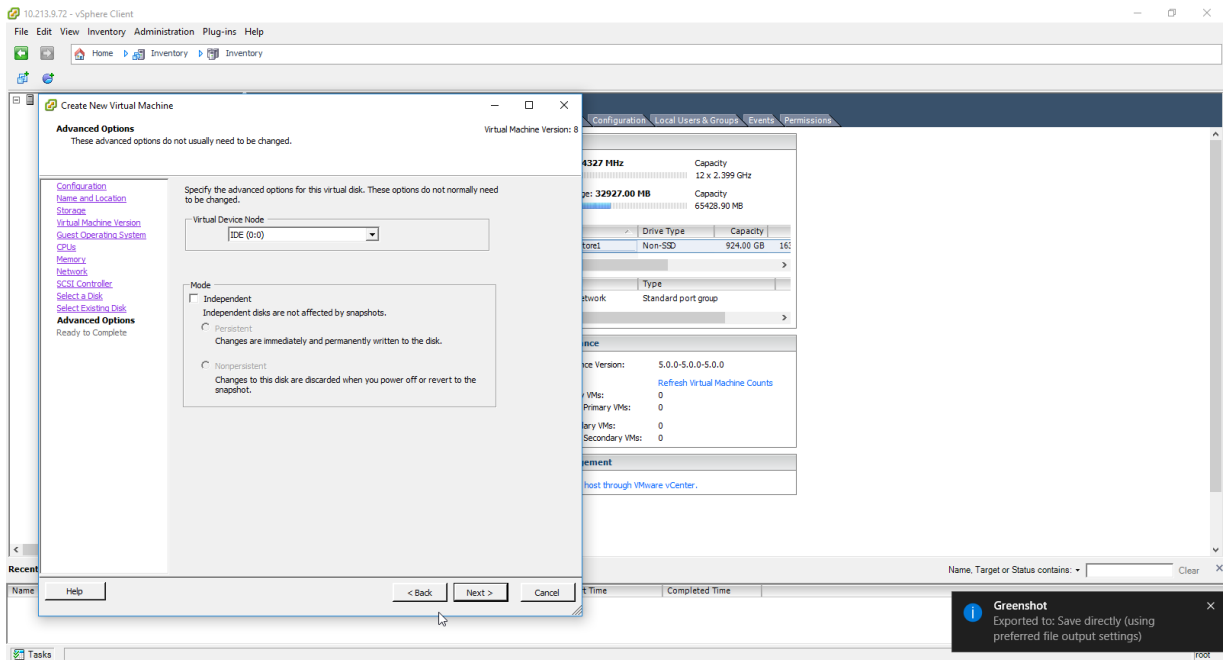 10.213.9.72 - vSphere Client
File Edit View Inventory Administration Plug-ins Help
Home Inventory Inventory
Create New Virtual Machine
Advanced Options
These advanced options do not usually need to be changed.
Virtual Machine Version: 8
Configuration
Name and Location
Storage
Virtual Machine Version
Guest Operating System
CPUs
Memory
Network
SCSI Controller
Select a Disk
Select Existing Disk
Advanced Options
Ready to Complete
Specify the advanced options for this virtual disk. These options do not normally need
to be changed.
Virtual Device Node
IDE (0:0)
Mode
Independent
Independent disks are not affected by snapshots.
Persistent
Changes are immediately and permanently written to the disk.
Nonpersistent
Changes to this disk are discarded when you power off or revert to the
snapshot.
Help
< Back
Next >
Cancel
Configuration Local Users & Groups Events Permissions
4327 MHz Capacity
12 x 2.399 GHz
ge: 32927.00 MB Capacity
65428.90 MB
Drive Type Capacity
tore1 Non-SSD 924.00 GB 163
Type
etwork Standard port group
nce
nce Version: 5.0.0-5.0.0-5.0.0
Refresh Virtual Machine Counts
y VMs: 0
Primary VMs: 0
dary VMs: 0
Secondary VMs: 0
gement
host through VMware vCenter.
Recent
Name, Target or Status contains:
Clear
Name
t Time Completed Time
Greenshot
Exported to: Save directly (using
preferred file output settings)
Tasks
root